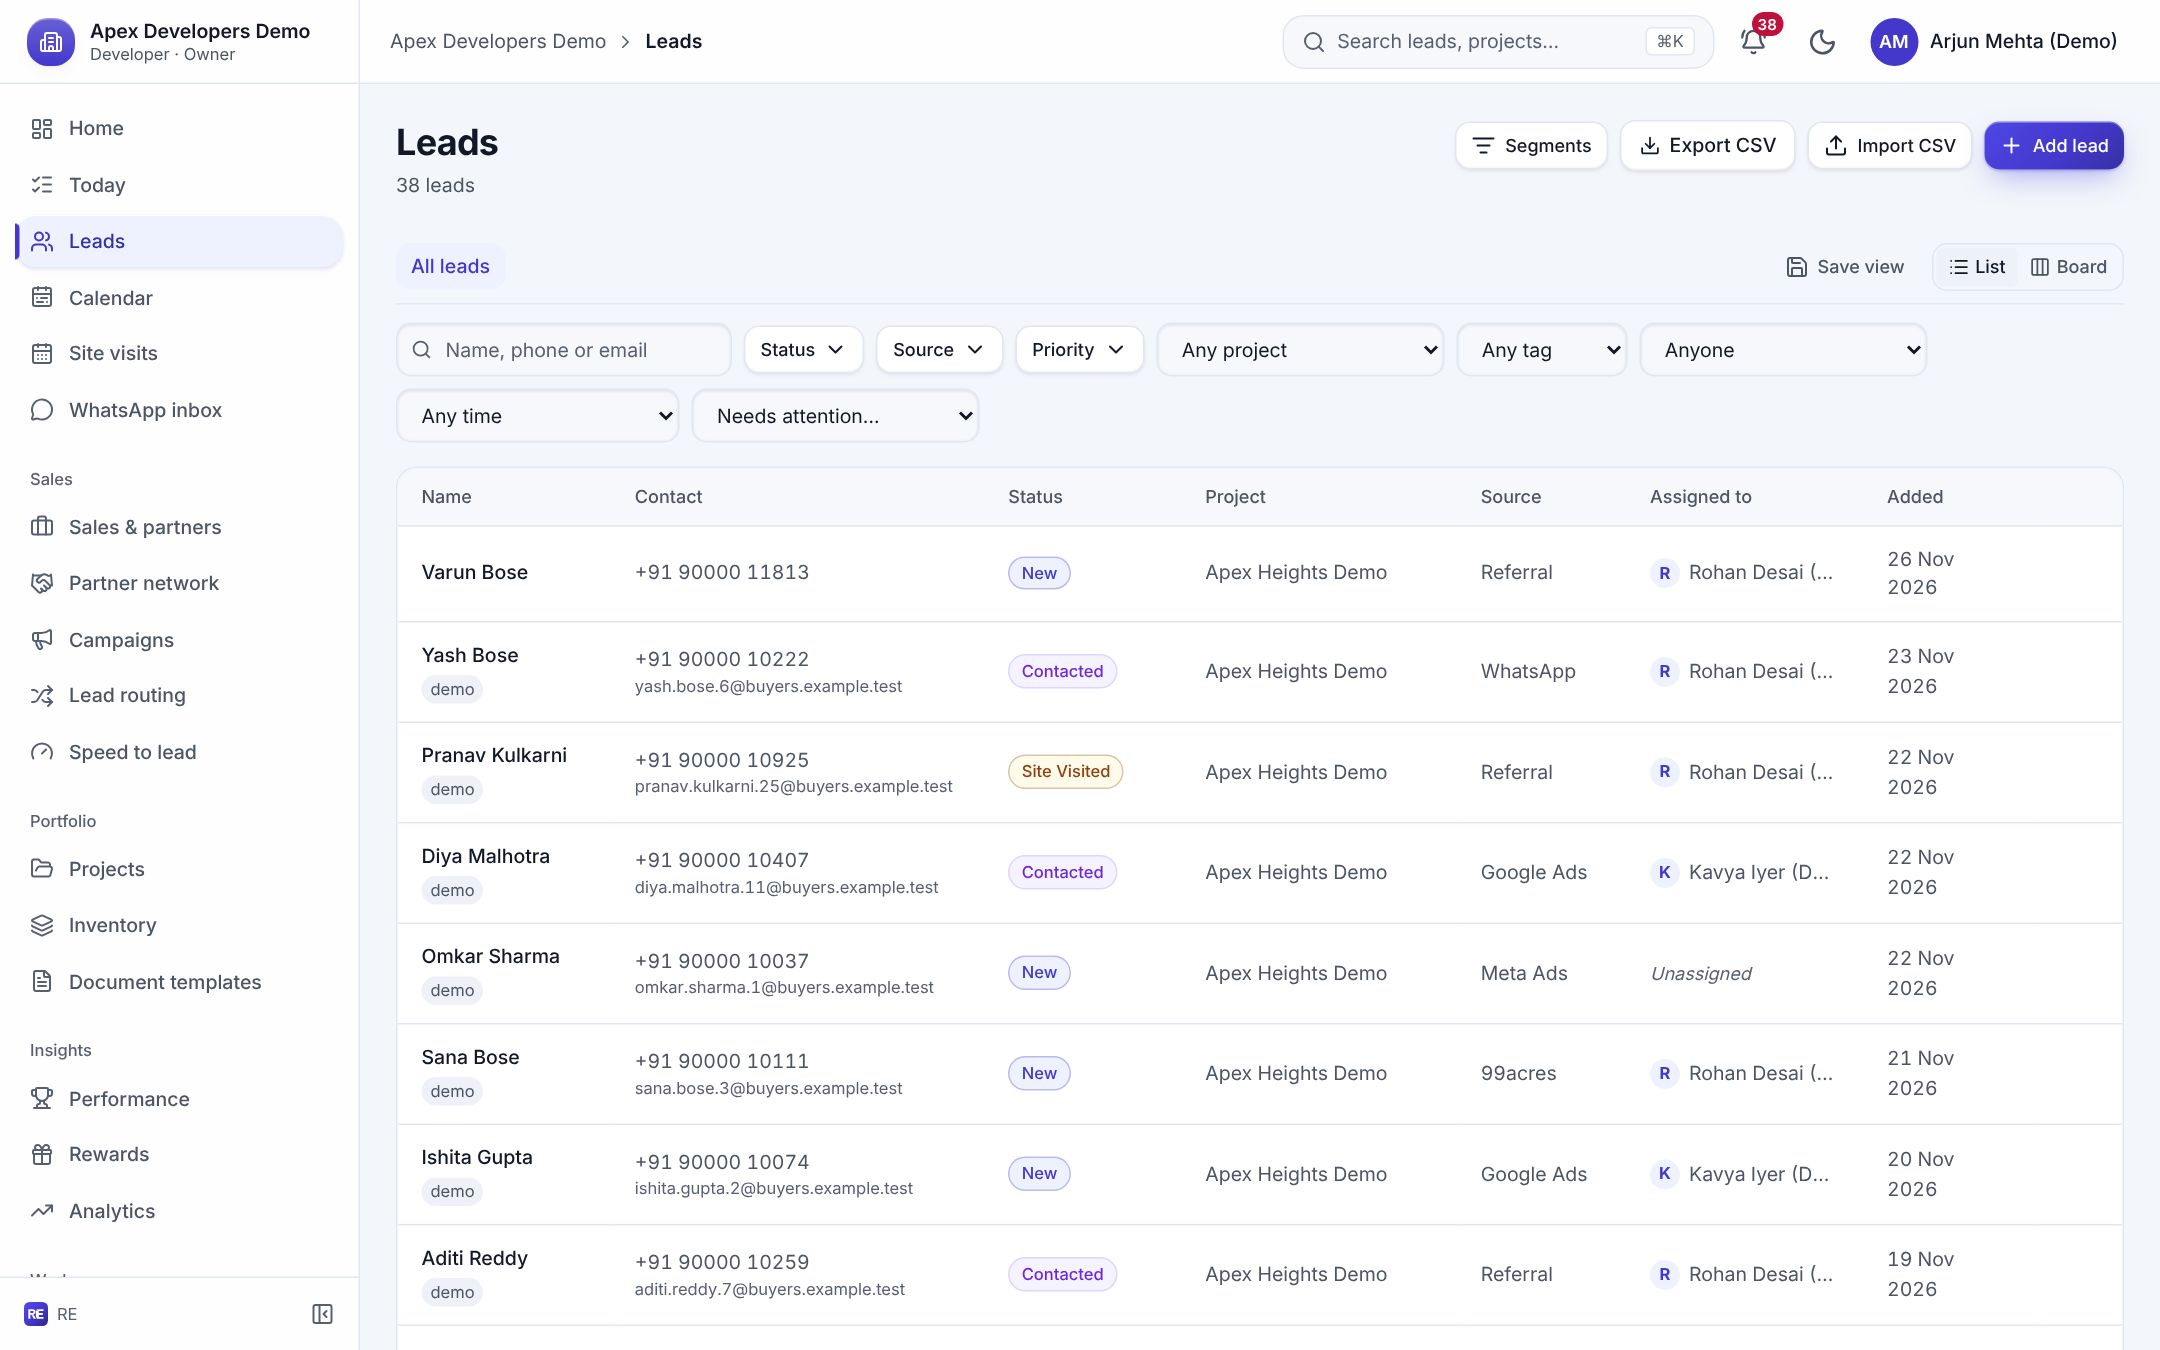 Apex Developers Demo
Developer · Owner
Apex Developers Demo > Leads
Search leads, projects... ⌘K
38
AM Arjun Mehta (Demo)
Home
Today
Leads
Calendar
Site visits
WhatsApp inbox
Sales
Sales & partners
Partner network
Campaigns
Lead routing
Speed to lead
Portfolio
Projects
Inventory
Document templates
Insights
Performance
Rewards
Analytics
RE RE
Leads
38 leads
Segments
Export CSV
Import CSV
+ Add lead
All leads
Save view
List
Board
Name, phone or email
Status
Source
Priority
Any project
Any tag
Anyone
Any time
Needs attention...
Name Contact Status Project Source Assigned to Added
Varun Bose +91 90000 11813 New Apex Heights Demo Referral R Rohan Desai (... 26 Nov
2026
Yash Bose +91 90000 10222 Contacted Apex Heights Demo WhatsApp R Rohan Desai (... 23 Nov
demo yash.bose.6@buyers.example.test 2026
Pranav Kulkarni +91 90000 10925 Site Visited Apex Heights Demo Referral R Rohan Desai (... 22 Nov
demo pranav.kulkarni.25@buyers.example.test 2026
Diya Malhotra +91 90000 10407 Contacted Apex Heights Demo Google Ads K Kavya Iyer (D... 22 Nov
demo diya.malhotra.11@buyers.example.test 2026
Omkar Sharma +91 90000 10037 New Apex Heights Demo Meta Ads Unassigned 22 Nov
demo omkar.sharma.1@buyers.example.test 2026
Sana Bose +91 90000 10111 New Apex Heights Demo 99acres R Rohan Desai (... 21 Nov
demo sana.bose.3@buyers.example.test 2026
Ishita Gupta +91 90000 10074 New Apex Heights Demo Google Ads K Kavya Iyer (D... 20 Nov
demo ishita.gupta.2@buyers.example.test 2026
Aditi Reddy +91 90000 10259 Contacted Apex Heights Demo Referral R Rohan Desai (... 19 Nov
demo aditi.reddy.7@buyers.example.test 2026